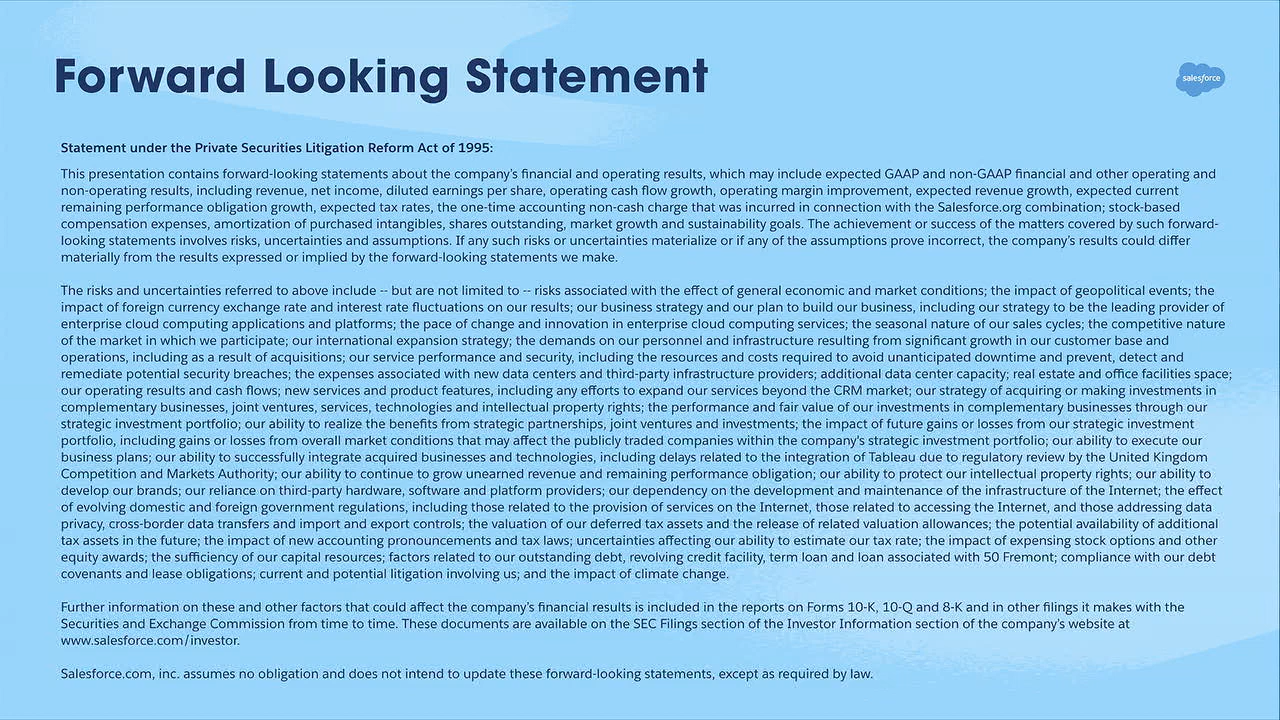 Forward Looking Statement
salesforce
Statement under the Private Securities Litigation Reform Act of 1995:
This presentation contains forward-looking statements about the company's financial and operating results, which may include expected GAAP and non-GAAP financial and other operating and
non-operating results, including revenue, net income, diluted earnings per share, operating cash flow growth, operating margin improvement, expected revenue growth, expected current
remaining performance obligation growth, expected tax rates, the one-time accounting non-cash charge that was incurred in connection with the Salesforce.org combination; stock-based
compensation expenses, amortization of purchased intangibles, shares outstanding, market growth and sustainability goals. The achievement or success of the matters covered by such forward-
looking statements involves risks, uncertainties and assumptions. If any such risks or uncertainties materialize or if any of the assumptions prove incorrect, the company's results could differ
materially from the results expressed or implied by the forward-looking statements we make.
The risks and uncertainties referred to above include -- but are not limited to -- risks associated with the effect of general economic and market conditions; the impact of geopolitical events; the
impact of foreign currency exchange rate and interest rate fluctuations on our results; our business strategy and our plan to build our business, including our strategy to be the leading provider of
enterprise cloud computing applications and platforms; the pace of change and innovation in enterprise cloud computing services; the seasonal nature of our sales cycles; the competitive nature
of the market in which we participate; our international expansion strategy; the demands on our personnel and infrastructure resulting from significant growth in our customer base and
operations, including as a result of acquisitions; our service performance and security, including the resources and costs required to avoid unanticipated downtime and prevent, detect and
remediate potential security breaches; the expenses associated with new data centers and third-party infrastructure providers; additional data center capacity; real estate and office facilities space;
our operating results and cash flows; new services and product features, including any efforts to expand our services beyond the CRM market; our strategy of acquiring or making investments in
complementary businesses, joint ventures, services, technologies and intellectual property rights; the performance and fair value of our investments in complementary businesses through our
strategic investment portfolio; our ability to realize the benefits from strategic partnerships, joint ventures and investments; the impact of future gains or losses from our strategic investment
portfolio, including gains or losses from overall market conditions that may affect the publicly traded companies within the company's strategic investment portfolio; our ability to execute our
business plans; our ability to successfully integrate acquired businesses and technologies, including delays related to the integration of Tableau due to regulatory review by the United Kingdom
Competition and Markets Authority; our ability to continue to grow unearned revenue and remaining performance obligation; our ability to protect our intellectual property rights; our ability to
develop our brands; our reliance on third-party hardware, software and platform providers; our dependency on the development and maintenance of the infrastructure of the Internet; the effect
of evolving domestic and foreign government regulations, including those related to the provision of services on the Internet, those related to accessing the Internet, and those addressing data
privacy, cross-border data transfers and import and export controls; the valuation of our deferred tax assets and the release of related valuation allowances; the potential availability of additional
tax assets in the future; the impact of new accounting pronouncements and tax laws; uncertainties affecting our ability to estimate our tax rate; the impact of expensing stock options and other
equity awards; the sufficiency of our capital resources; factors related to our outstanding debt, revolving credit facility, term loan and loan associated with 50 Fremont; compliance with our debt
covenants and lease obligations; current and potential litigation involving us; and the impact of climate change.
Further information on these and other factors that could affect the company's financial results is included in the reports on Forms 10-K, 10-Q and 8-K and in other filings it makes with the
Securities and Exchange Commission from time to time. These documents are available on the SEC Filings section of the Investor Information section of the company's website at
www.salesforce.com/investor.
Salesforce.com, inc. assumes no obligation and does not intend to update these forward-looking statements, except as required by law.